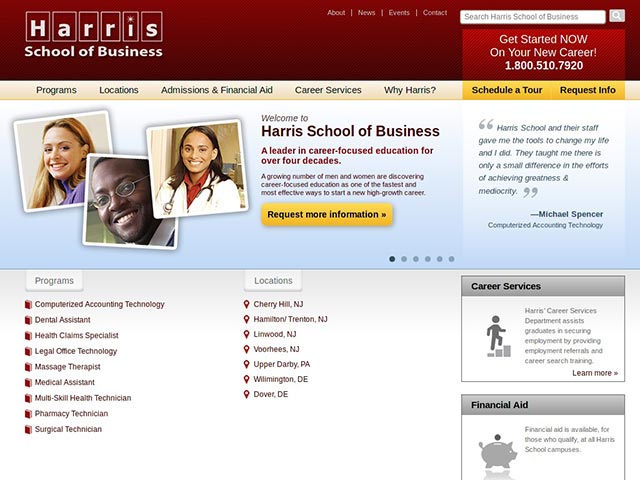 Harris
School of Business
About | News | Events | Contact
Search Harris School of Business
Get Started NOW
On Your New Career!
1.800.510.7920
Programs Locations Admissions & Financial Aid Career Services Why Harris? Schedule a Tour Request Info
Welcome to
Harris School of Business
A leader in career-focused education for
over four decades.
A growing number of men and women are discovering
career-focused education as one of the fastest and
most effective ways to start a new high-growth career.
Request more information »
“ Harris School and their staff
gave me the tools to change my life
and I did. They taught me there is
only a small difference in the efforts
of achieving greatness &
mediocrity. ”
—Michael Spencer
Computerized Accounting Technology
Programs
Computerized Accounting Technology
Dental Assistant
Health Claims Specialist
Legal Office Technology
Massage Therapist
Medical Assistant
Multi-Skill Health Technician
Pharmacy Technician
Surgical Technician
Locations
Cherry Hill, NJ
Hamilton/ Trenton, NJ
Linwood, NJ
Voorhees, NJ
Upper Darby, PA
Wilimington, DE
Dover, DE
Career Services
Harris' Career Services
Department assists
graduates in securing
employment by providing
employment referrals and
career search training.
Learn more »
Financial Aid
Financial aid is available, for
those who qualify, at all Harris
School campuses.